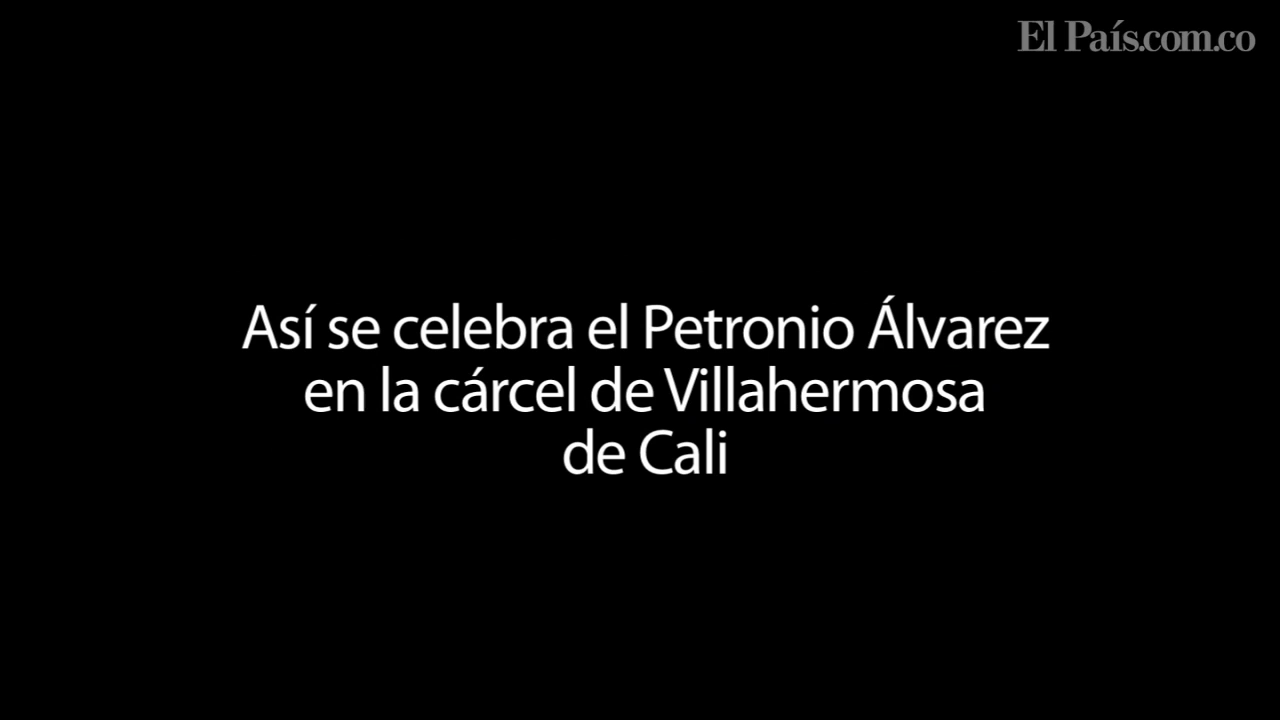 El País.com.co
Así se celebra el Petronio Álvarez
en la cárcel de Villahermosa
de Cali